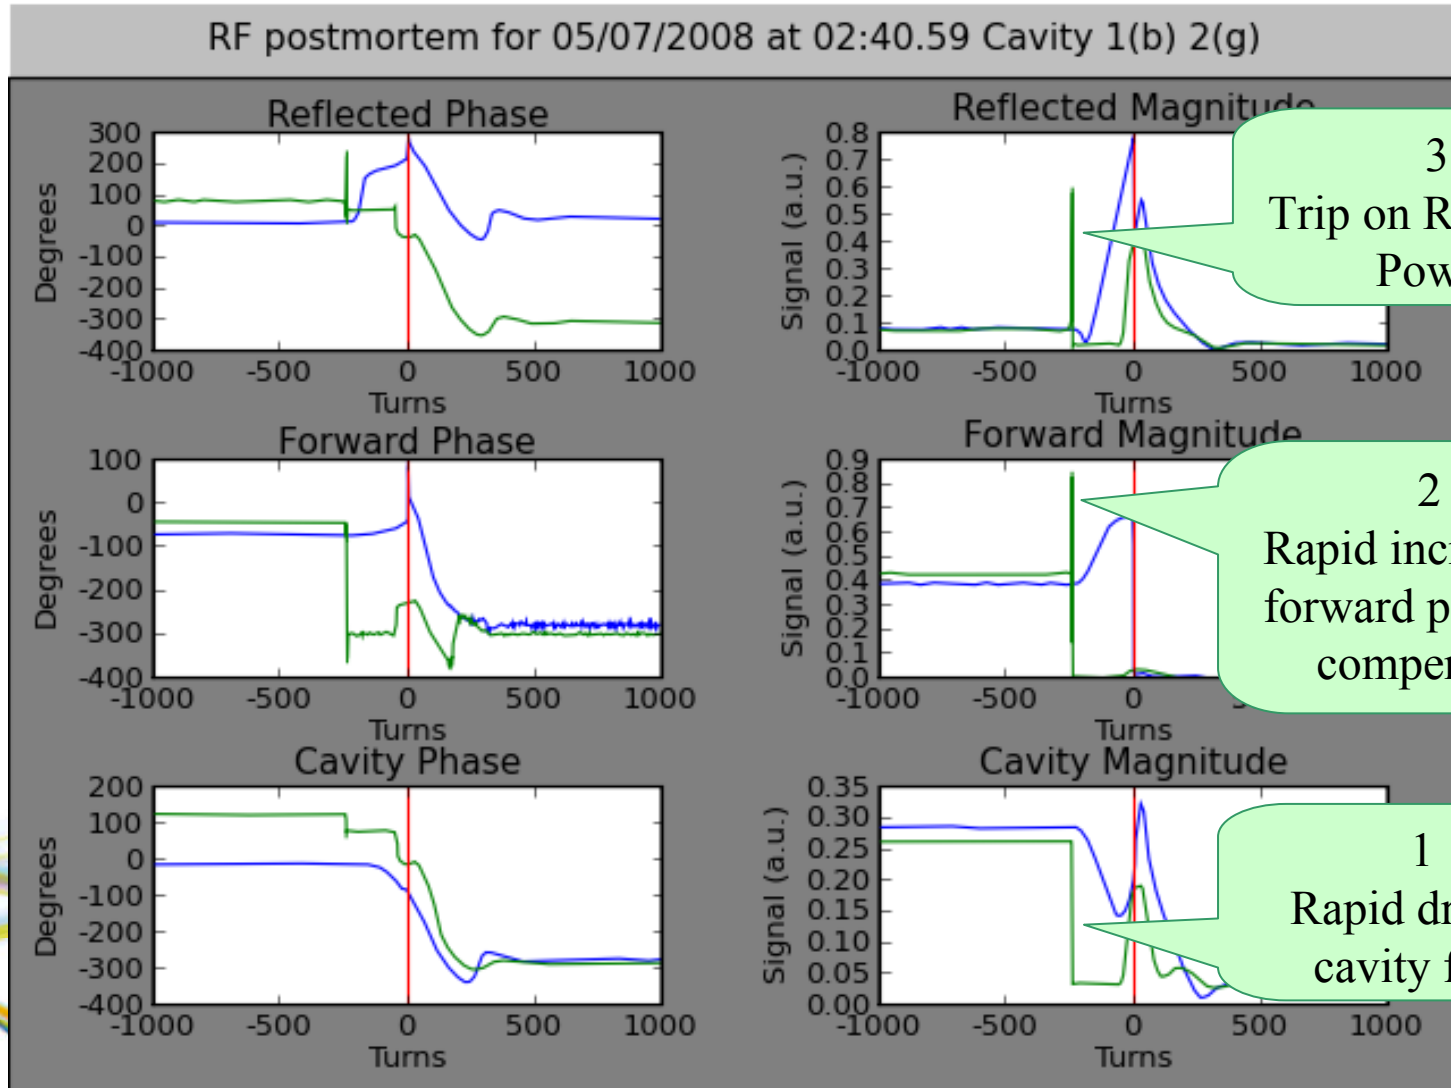 RF postmortem for 05/07/2008 at 02:40.59 Cavity 1(b) 2(g)
Reflected Phase
300
200
100
0
-100
-200
-300
-400
Degrees
-1000 -500 0 500 1000
Turns
Reflected Magnitude
0.8
0.7
0.6
0.5
0.4
0.3
0.2
0.1
0.0
Signal (a.u.)
-1000 -500 0 500 1000
Turns
3
Trip on R
Pow
Forward Phase
100
0
-100
-200
-300
-400
Degrees
-1000 -500 0 500 1000
Turns
Forward Magnitude
0.9
0.8
0.7
0.6
0.5
0.4
0.3
0.2
0.1
0.0
Signal (a.u.)
-1000 -500 0 1000
Turns
2
Rapid inc
forward p
comper
Cavity Phase
200
100
0
-100
-200
-300
-400
Degrees
-1000 -500 0 500 1000
Turns
Cavity Magnitude
0.35
0.30
0.25
0.20
0.15
0.10
0.05
0.00
Signal (a.u.)
-1000 -500 0 500 1000
Turns
1
Rapid dr
cavity f